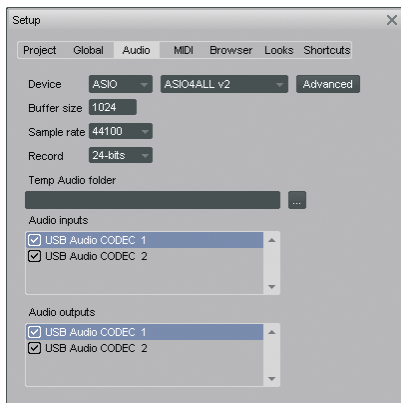 Setup
Project Global Audio MIDI Browser Looks Shortcuts
Device ASIO ASIO4ALL v2 Advanced
Buffer size 1024
Sample rate 44100
Record 24-bits
Temp Audio folder
...
Audio inputs
USB Audio CODEC 1
USB Audio CODEC 2
Audio outputs
USB Audio CODEC 1
USB Audio CODEC 2